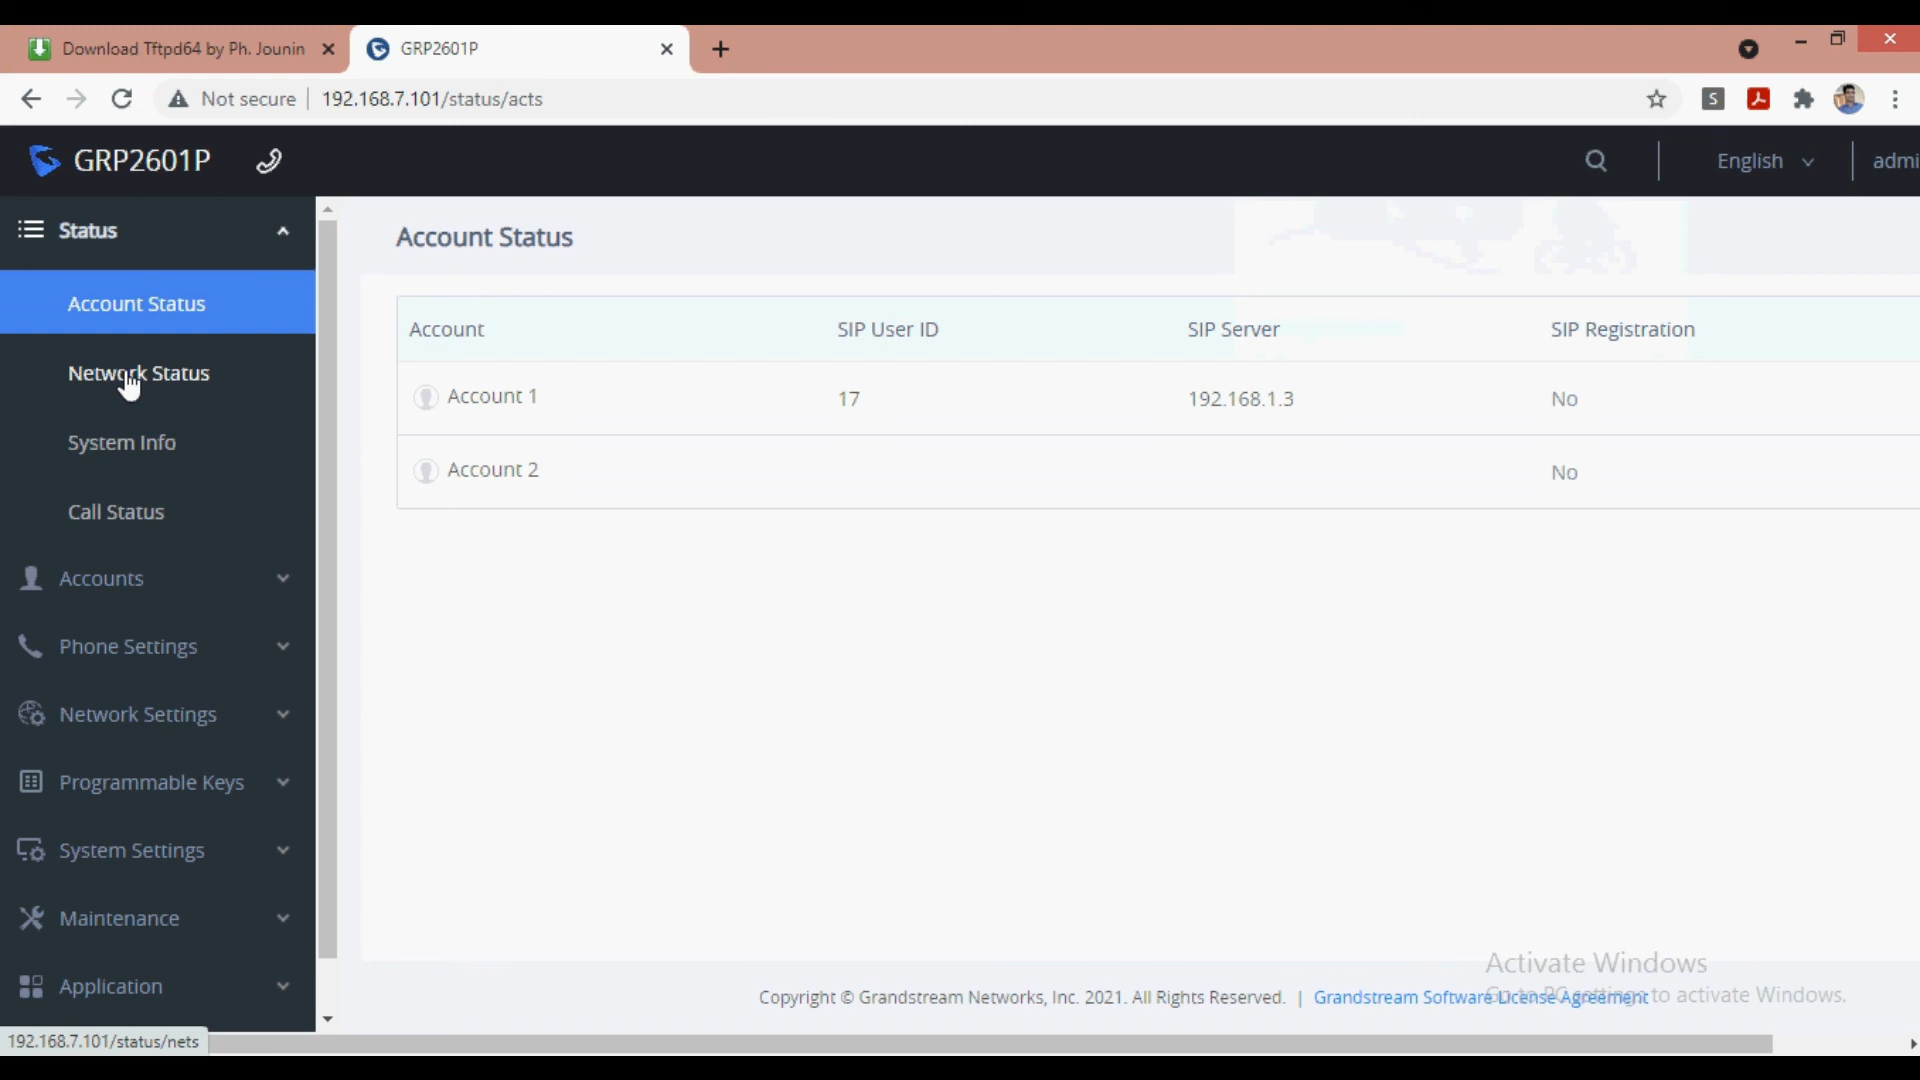 Download Tftpd64 by Ph. Jounin
GRP2601P
Not secure
192.168.7.101/status/acts
S
GRP2601P
English
admi
Status
Account Status
Network Status
System Info
Call Status
Accounts
Phone Settings
Network Settings
Programmable Keys
System Settings
Maintenance
Application
Account Status
Account SIP User ID SIP Server SIP Registration
Account 1 17 192.168.1.3 No
Account 2 No
Activate Windows
Go to PC settings to activate Windows.
Copyright © Grandstream Networks, Inc. 2021. All Rights Reserved. | Grandstream Software License Agreement
192.168.7.101/status/nets